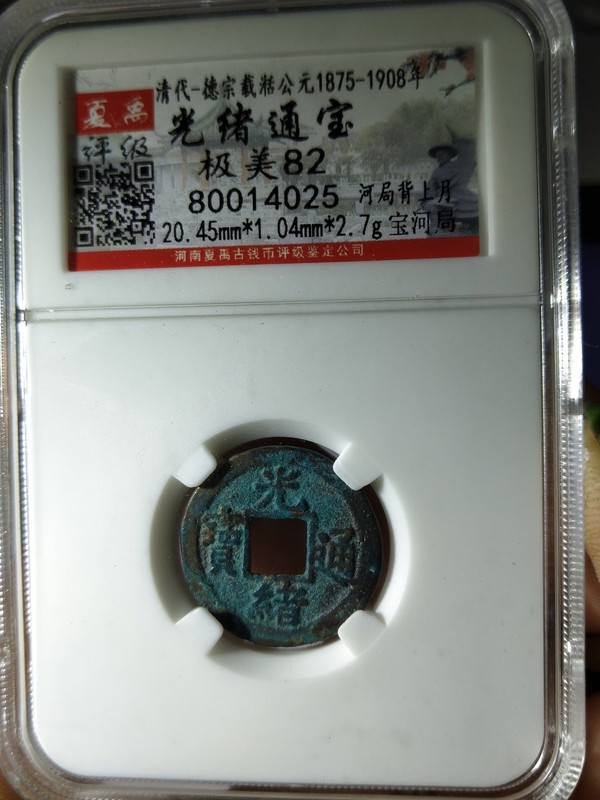 清代-德宗载湉公元1875-1908年
夏禹
评级
光绪通宝
极美82
80014025 河局背上月
20.45mm*1.04mm*2.7g 宝河局
河南夏禹古钱币评级鉴定公司
光
寶 通
緒